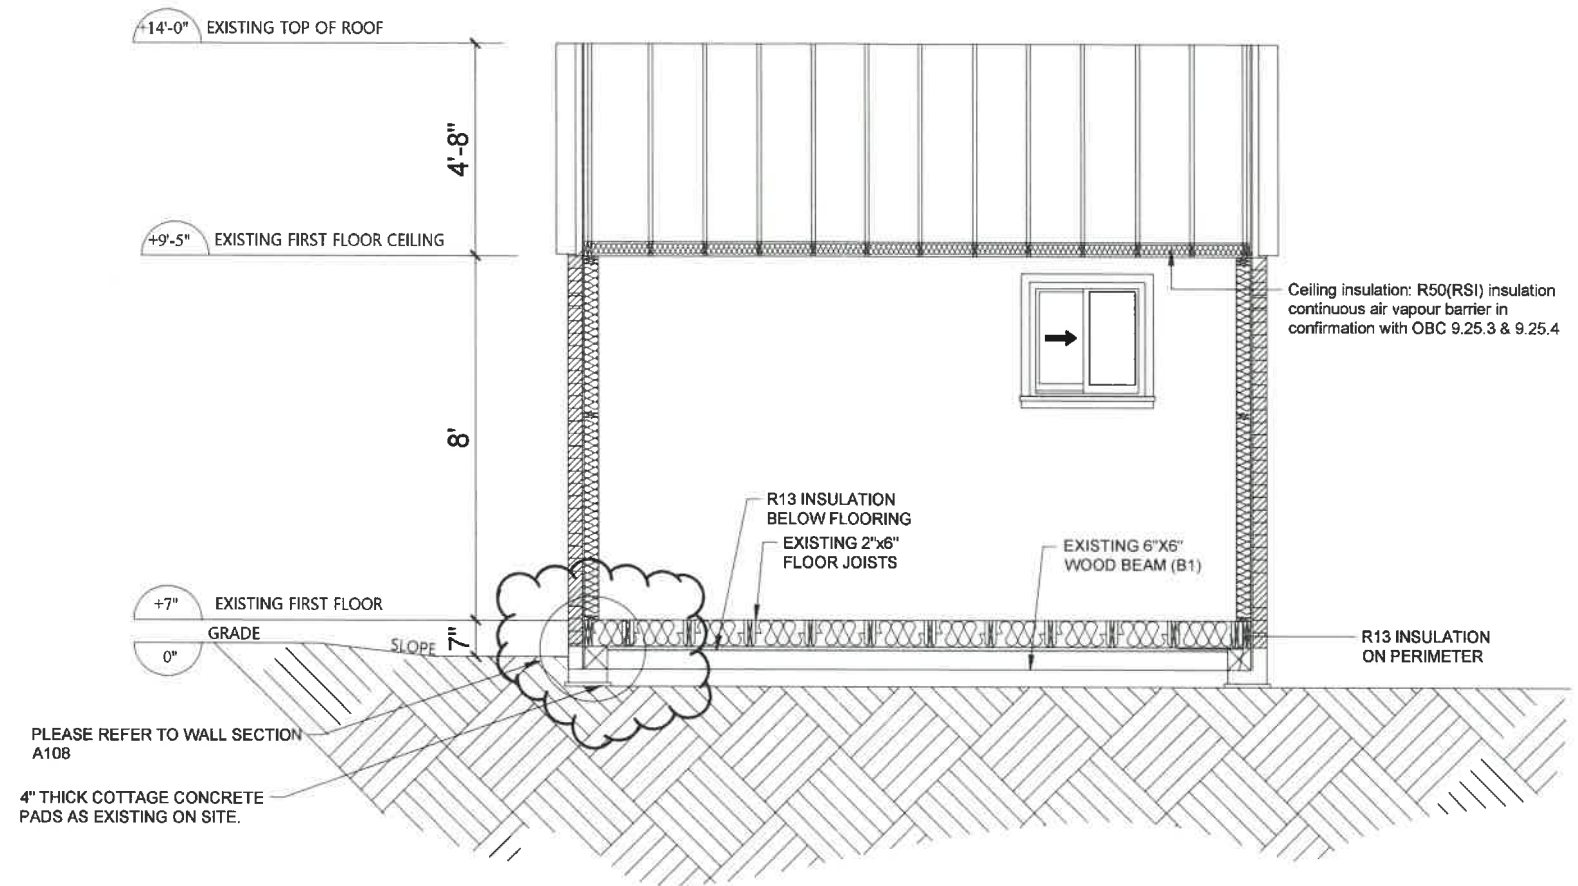 +14'-0" EXISTING TOP OF ROOF
4'-8"
+9'-5" EXISTING FIRST FLOOR CEILING
Ceiling insulation: R50(RSI) insulation
continuous air vapour barrier in
confirmation with OBC 9.25.3 & 9.25.4
8'
R13 INSULATION
BELOW FLOORING
EXISTING 2"x6"
FLOOR JOISTS
EXISTING 6"X6"
WOOD BEAM (B1)
+7" EXISTING FIRST FLOOR
GRADE
0"
SLOPE
7"
R13 INSULATION
ON PERIMETER
PLEASE REFER TO WALL SECTION
A108
4" THICK COTTAGE CONCRETE
PADS AS EXISTING ON SITE.